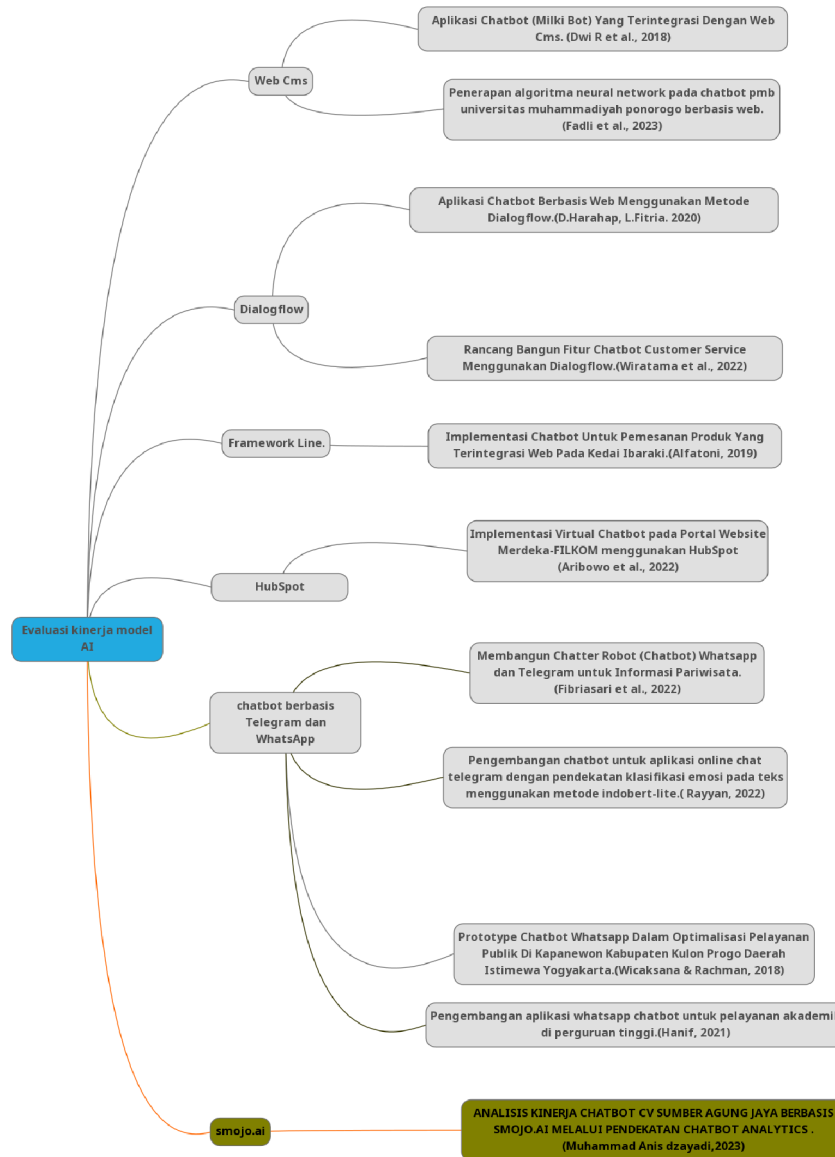 Aplikasi Chatbot (Milki Bot) Yang Terintegrasi Dengan Web
Cms. (Dwi R et al., 2018)
Web Cms
Penerapan algoritma neural network pada chatbot pmb
universitas muhammadiyah ponorogo berbasis web.
(Fadli et al., 2023)
Aplikasi Chatbot Berbasis Web Menggunakan Metode
Dialogflow.(D.Harahap, L.Fitria. 2020)
Dialogflow
Rancang Bangun Fitur Chatbot Customer Service
Menggunakan Dialogflow.(Wiratama et al., 2022)
Framework Line.
Implementasi Chatbot Untuk Pemesanan Produk Yang
Terintegrasi Web Pada Kedai Ibaraki.(Alfatoni, 2019)
Implementasi Virtual Chatbot pada Portal Website
Merdeka-FILKOM menggunakan HubSpot
(Aribowo et al., 2022)
HubSpot
Evaluasi kinerja model
AI
Membangun Chatter Robot (Chatbot) Whatsapp
dan Telegram untuk Informasi Pariwisata.
(Fibriasari et al., 2022)
chatbot berbasis
Telegram dan
WhatsApp
Pengembangan chatbot untuk aplikasi online chat
telegram dengan pendekatan klasifikasi emosi pada teks
menggunakan metode indobert-lite.( Rayyan, 2022)
Prototype Chatbot Whatsapp Dalam Optimalisasi Pelayanan
Publik Di Kapanewon Kabupaten Kulon Progo Daerah
Istimewa Yogyakarta.(Wicaksana & Rachman, 2018)
Pengembangan aplikasi whatsapp chatbot untuk pelayanan akademi
di perguruan tinggi.(Hanif, 2021)
smojo.ai
ANALISIS KINERJA CHATBOT CV SUMBER AGUNG JAYA BERBASIS
SMOJO.AI MELALUI PENDEKATAN CHATBOT ANALYTICS .
(Muhammad Anis dzayadi,2023)